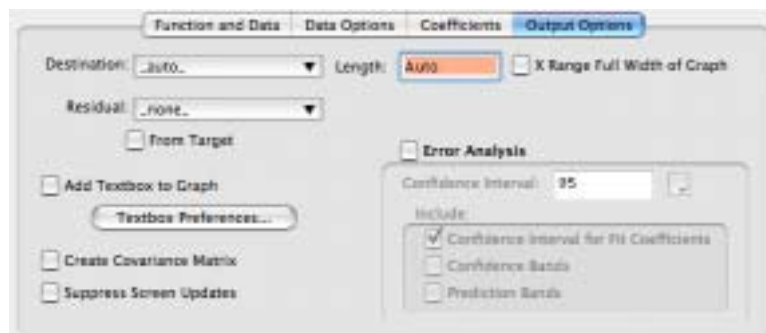 Function and Data Data Options Coefficients Output Options
Destination: _auto_ Length: Auto X Range Full Width of Graph
Residual: _none_
From Target
Error Analysis
Add Textbox to Graph
Confidence Interval: 95
Textbox Preferences...
Include:
Confidence Interval for Fit Coefficients
Create Covariance Matrix
Confidence Bands
Suppress Screen Updates
Prediction Bands